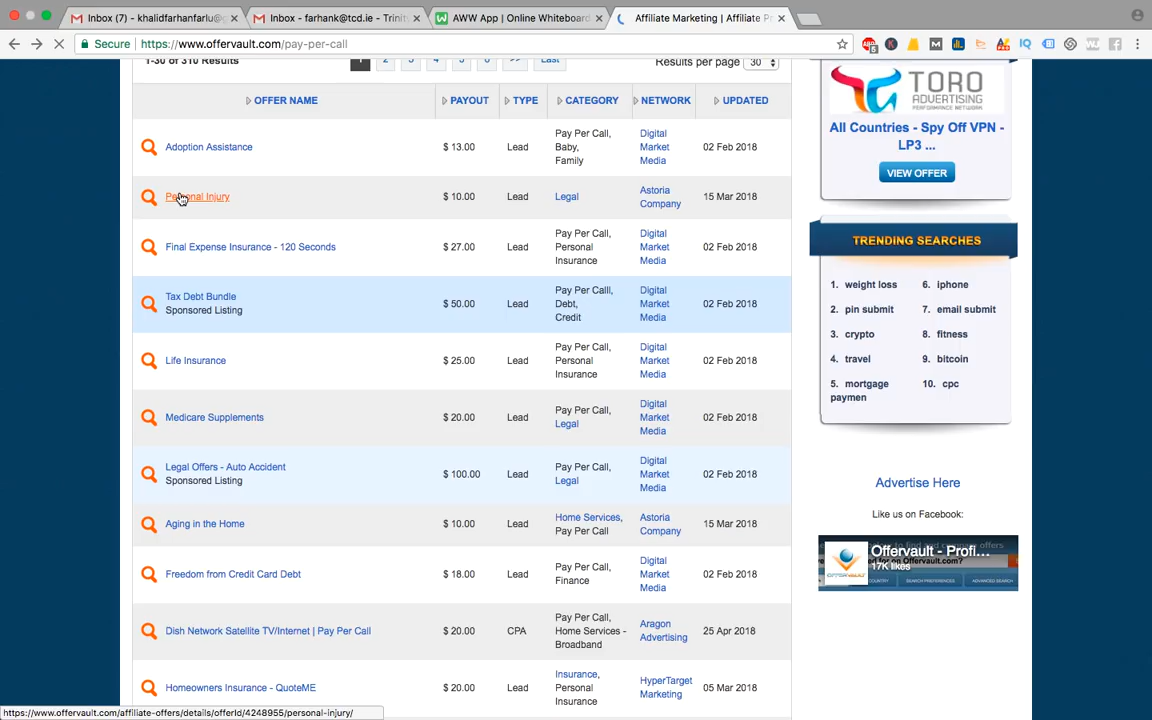 Inbox (7) - khalidfarhanfarlu@g
Inbox - farhank@tcd.ie - Trinit
AWW App | Online Whiteboard
Affiliate Marketing | Affiliate Pr
Secure
https://www.offervault.com/pay-per-call
1-30 of 310 Results
1 2 3 4 5 6 >> Last
Results per page 30
OFFER NAME PAYOUT TYPE CATEGORY NETWORK UPDATED
Adoption Assistance
$ 13.00
Lead
Pay Per Call,
Baby,
Family
Digital
Market
Media
02 Feb 2018
Personal Injury
$ 10.00
Lead
Legal
Astoria
Company
15 Mar 2018
Final Expense Insurance - 120 Seconds
$ 27.00
Lead
Pay Per Call,
Personal
Insurance
Digital
Market
Media
02 Feb 2018
Tax Debt Bundle
Sponsored Listing
$ 50.00
Lead
Pay Per Calll,
Debt,
Credit
Digital
Market
Media
02 Feb 2018
Life Insurance
$ 25.00
Lead
Pay Per Call,
Personal
Insurance
Digital
Market
Media
02 Feb 2018
Medicare Supplements
$ 20.00
Lead
Pay Per Call,
Legal
Digital
Market
Media
02 Feb 2018
Legal Offers - Auto Accident
Sponsored Listing
$ 100.00
Lead
Pay Per Call,
Legal
Digital
Market
Media
02 Feb 2018
Aging in the Home
$ 10.00
Lead
Home Services,
Pay Per Call
Astoria
Company
15 Mar 2018
Freedom from Credit Card Debt
$ 18.00
Lead
Pay Per Call,
Finance
Digital
Market
Media
02 Feb 2018
Dish Network Satellite TV/Internet | Pay Per Call
$ 20.00
CPA
Pay Per Call,
Home Services -
Broadband
Aragon
Advertising
25 Apr 2018
Homeowners Insurance - QuoteME
$ 20.00
Lead
Insurance,
Personal
Insurance
HyperTarget
Marketing
05 Mar 2018
TORO
ADVERTISING
PERFORMANCE NETWORK
All Countries - Spy Off VPN -
LP3 ...
VIEW OFFER
TRENDING SEARCHES
1. weight loss
2. pin submit
3. crypto
4. travel
5. mortgage
paymen
6. iphone
7. email submit
8. fitness
9. bitcoin
10. cpc
Advertise Here
Like us on Facebook:
Offervault - Profi...
17K likes
https://www.offervault.com/affiliate-offers/details/offerId/4248955/personal-injury/